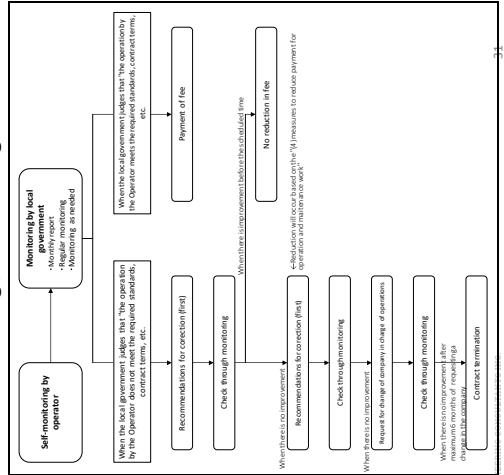 Self-monitoring by
operator
Monitoring by local
government
・Monthly report
・Regular monitoring
・Monitoring as needed
When the local government judges that "the operation
by the Operator does not meet the required standards,
contract terms, etc.
When the local government judges that "the operation by
the Operator meets the required standards, contract terms,
etc.
Recommendations for corection (first)
Payment of fee
Check through monitoring
When there is improvement before the scheduled time
No reduction in fee
When there is no improvement
Recommendations for corection (first)
←Reduction will occur based on the "(4)measures to reduce payment for
operation and maitenance work"
Check through monitoring
When there is no improvement
Request for change of company in charge of operations
Check through monitoring
When there is no improvement after
maximum 6 months of requesting a
change in the company
Contract termination
31